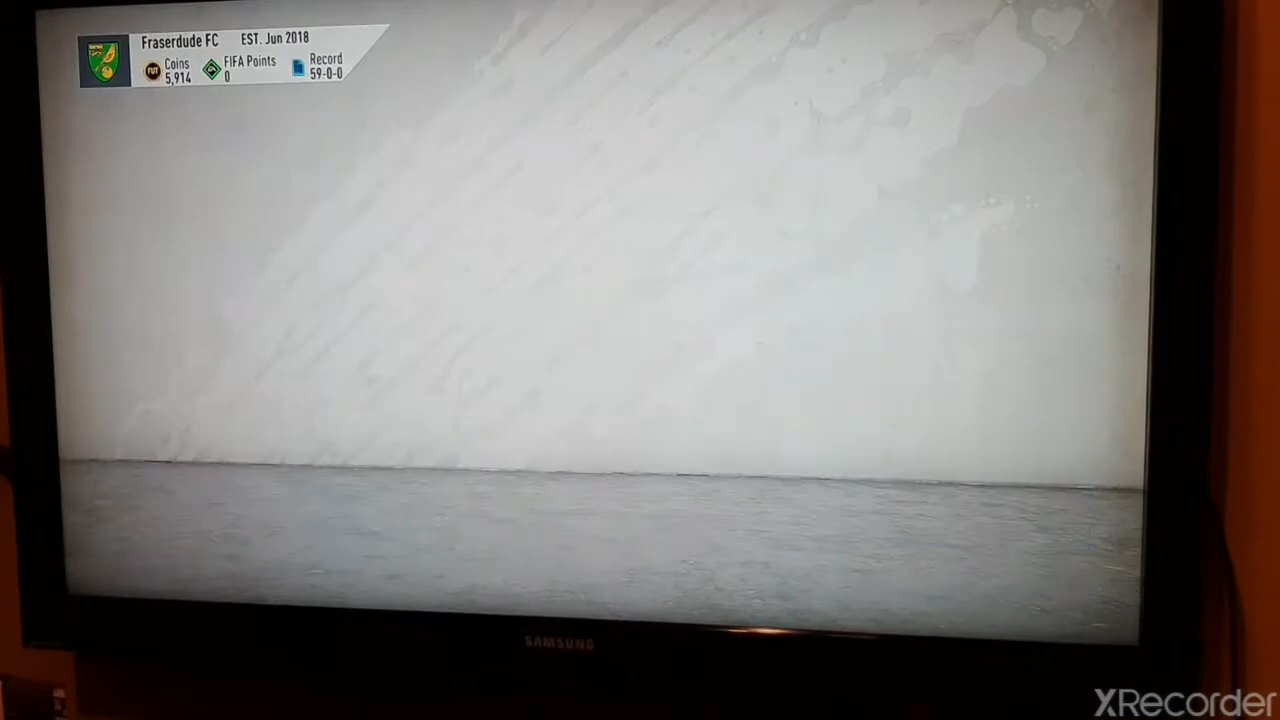 Fraserdude FC EST. Jun 2018
FUT Coins FIFA Points Record
5,914 0 59-0-0
SAMSUNG
XRecorder